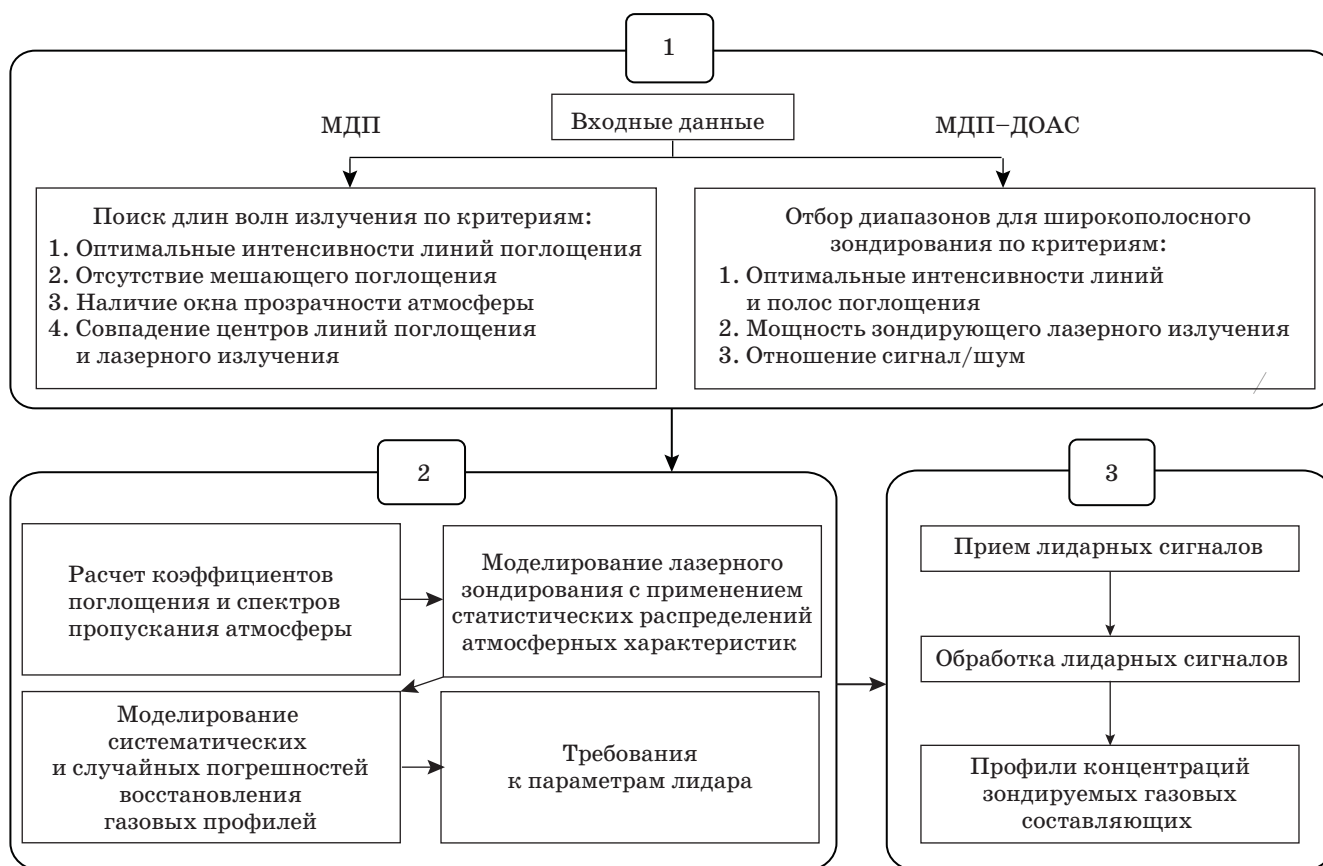 1
МДП
Входные данные
МДП–ДОАС
Поиск длин волн излучения по критериям:
1. Оптимальные интенсивности линий поглощения
2. Отсутствие мешающего поглощения
3. Наличие окна прозрачности атмосферы
4. Совпадение центров линий поглощения
и лазерного излучения
Отбор диапазонов для широкополосного
зондирования по критериям:
1. Оптимальные интенсивности линий
и полос поглощения
2. Мощность зондирующего лазерного излучения
3. Отношение сигнал/шум
2
Расчет коэффициентов
поглощения и спектров
пропускания атмосферы
Моделирование лазерного
зондирования с применением
статистических распределений
атмосферных характеристик
Моделирование
систематических
и случайных погрешностей
восстановления
газовых профилей
Требования
к параметрам лидара
3
Прием лидарных сигналов
Обработка лидарных сигналов
Профили концентраций
зондируемых газовых
составляющих